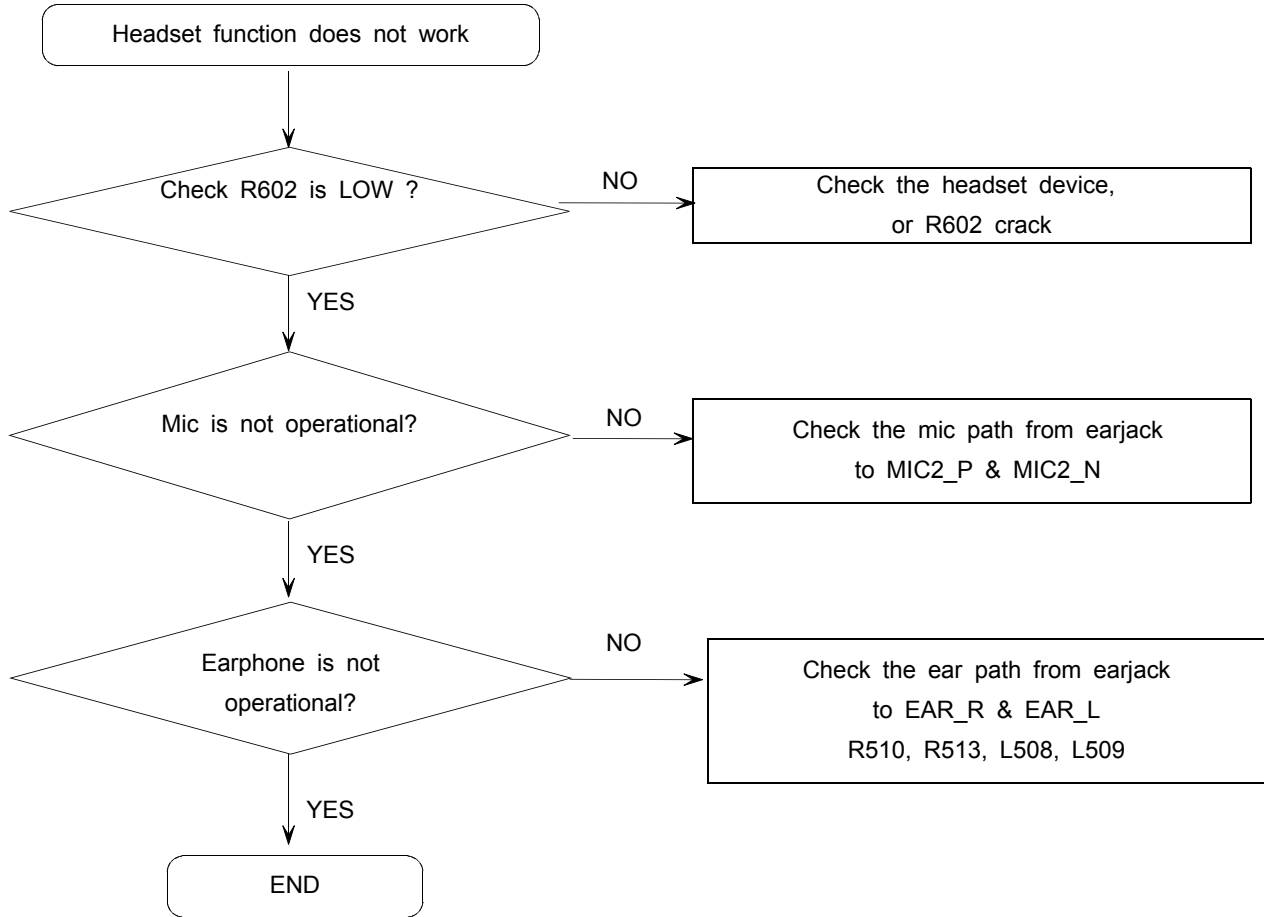 Headset function does not work
Check R602 is LOW ?
NO
Check the headset device,
or R602 crack
YES
Mic is not operational?
NO
Check the mic path from earjack
to MIC2_P & MIC2_N
YES
Earphone is not
operational?
NO
Check the ear path from earjack
to EAR_R & EAR_L
R510, R513, L508, L509
YES
END